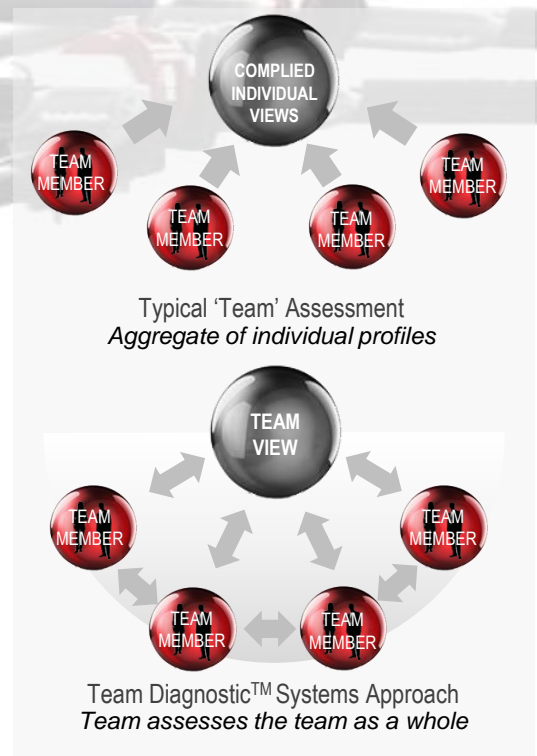 COMPLIED
INDIVIDUAL
VIEWS
TEAM
MEMBER
TEAM
MEMBER
TEAM
MEMBER
TEAM
MEMBER
Typical ‘Team’ Assessment
Aggregate of individual profiles
TEAM
VIEW
TEAM
MEMBER
TEAM
MEMBER
TEAM
MEMBER
TEAM
MEMBER
Team Diagnostic™ Systems Approach
Team assesses the team as a whole